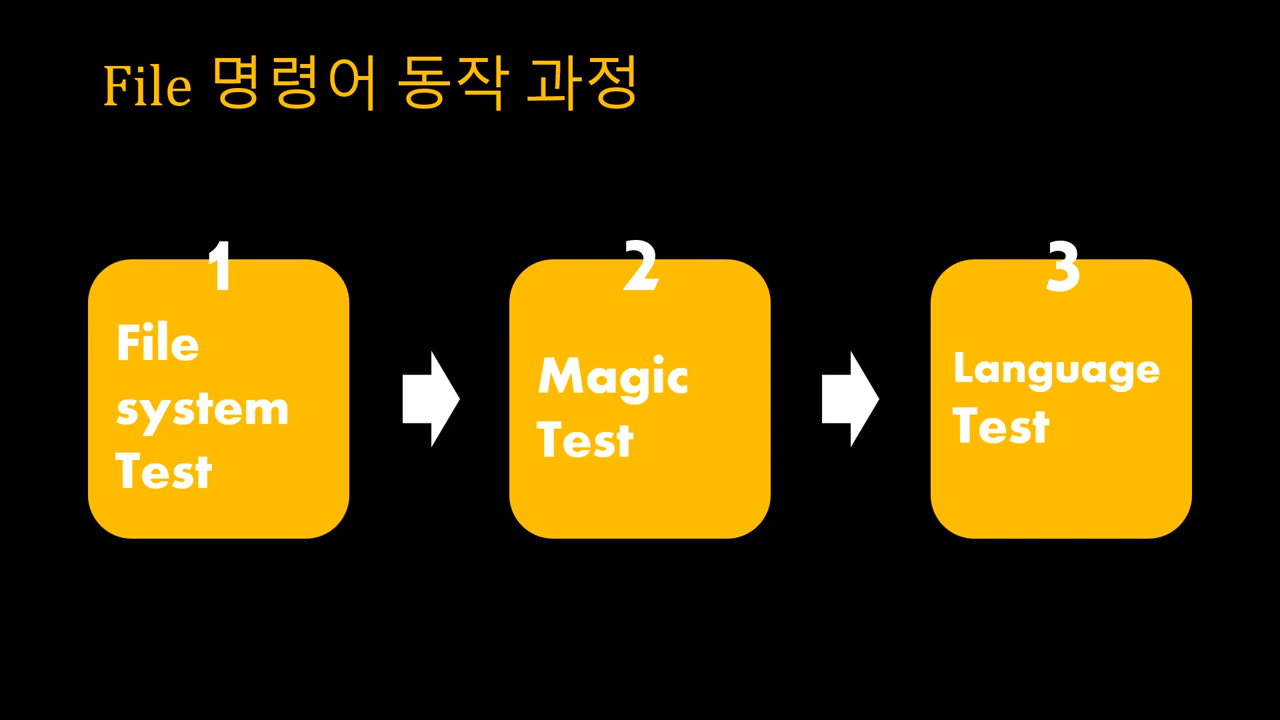 File 명령어 동작 과정
1
File
system
Test
2
Magic
Test
3
Language
Test